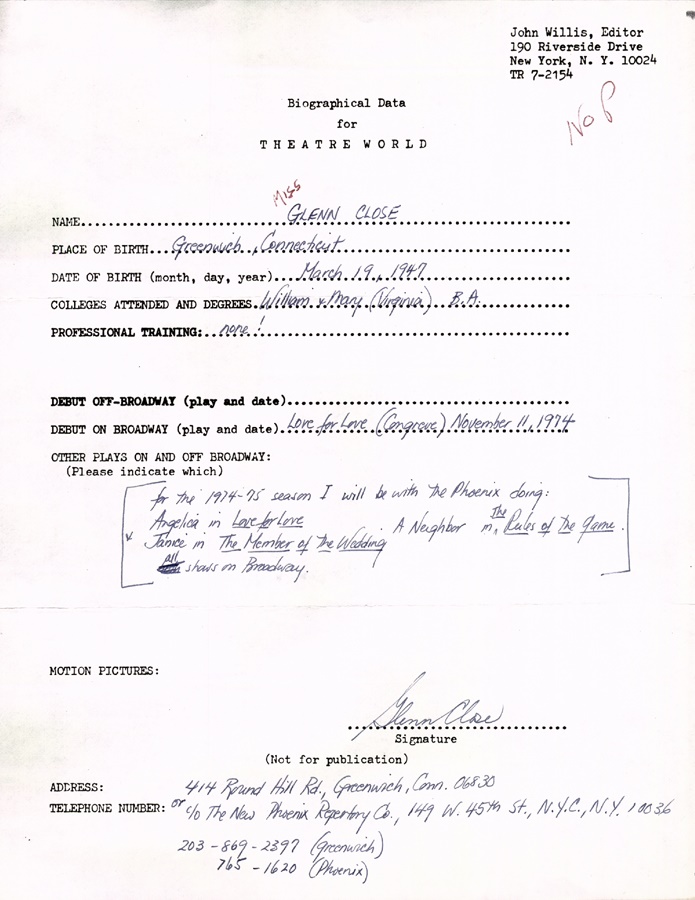 John Willis, Editor
190 Riverside Drive
New York, N. Y. 10024
TR 7-2154
No P
Biographical Data
for
THEATRE WORLD
Miss
NAME GLENN CLOSE
PLACE OF BIRTH Greenwich, Connecticut
DATE OF BIRTH (month, day, year) March 19, 1947
COLLEGES ATTENDED AND DEGREES William & Mary (Virginia) B.A.
PROFESSIONAL TRAINING: none!
DEBUT OFF-BROADWAY (play and date)
DEBUT ON BROADWAY (play and date) Love for Love (Congreve) November 11, 1974
OTHER PLAYS ON AND OFF BROADWAY:
(Please indicate which)
for the 1974-75 season I will be with the Phoenix doing:
Angelica in Love for Love A Neighbor in The Rules of the Game.
Janice in The Member of the Wedding
all shows on Broadway.
MOTION PICTURES:
Glenn Close
Signature
(Not for publication)
ADDRESS: 414 Round Hill Rd., Greenwich, Conn. 06830
TELEPHONE NUMBER: or c/o The New Phoenix Repertory Co., 149 W. 45th St., N.Y.C., N.Y. 10036
203-869-2397 (Greenwich)
765-1620 (Phoenix)